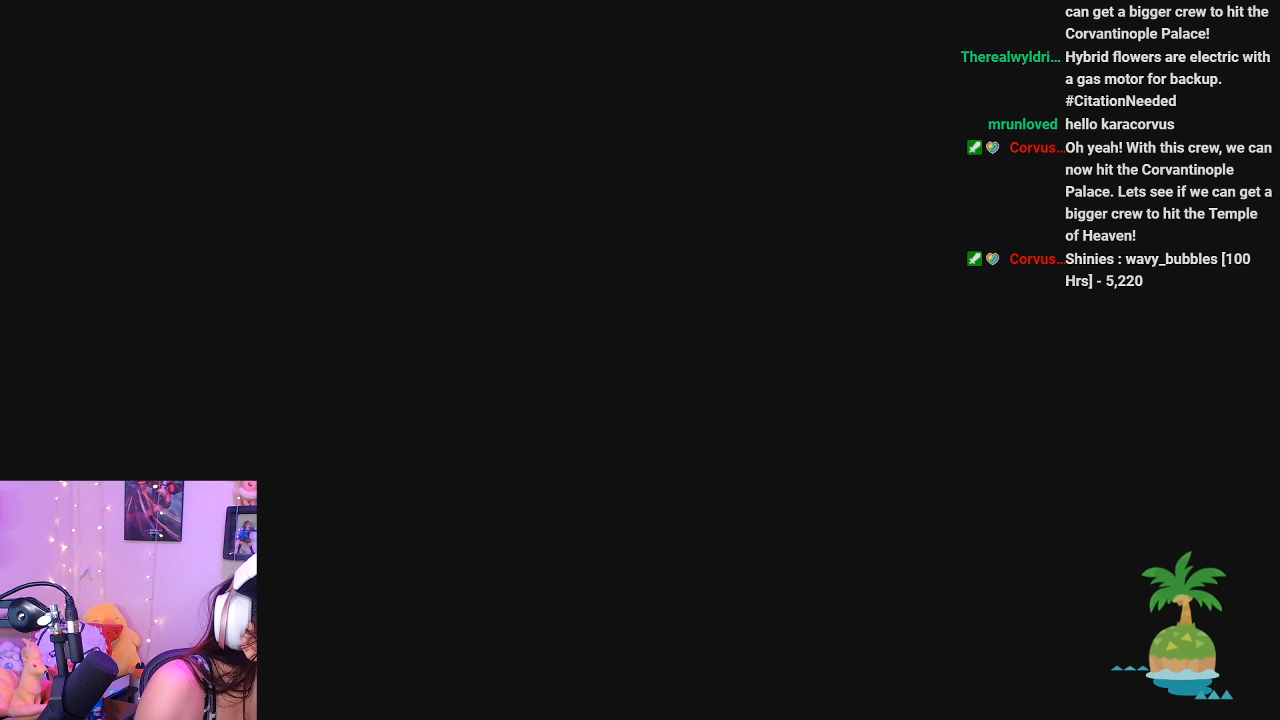 can get a bigger crew to hit the
Corvantinople Palace!
Therealwyldri... Hybrid flowers are electric with
a gas motor for backup.
#CitationNeeded
mrunloved hello karacorvus
Corvus... Oh yeah! With this crew, we can
now hit the Corvantinople
Palace. Lets see if we can get a
bigger crew to hit the Temple
of Heaven!
Corvus... Shinies : wavy_bubbles [100
Hrs] - 5,220